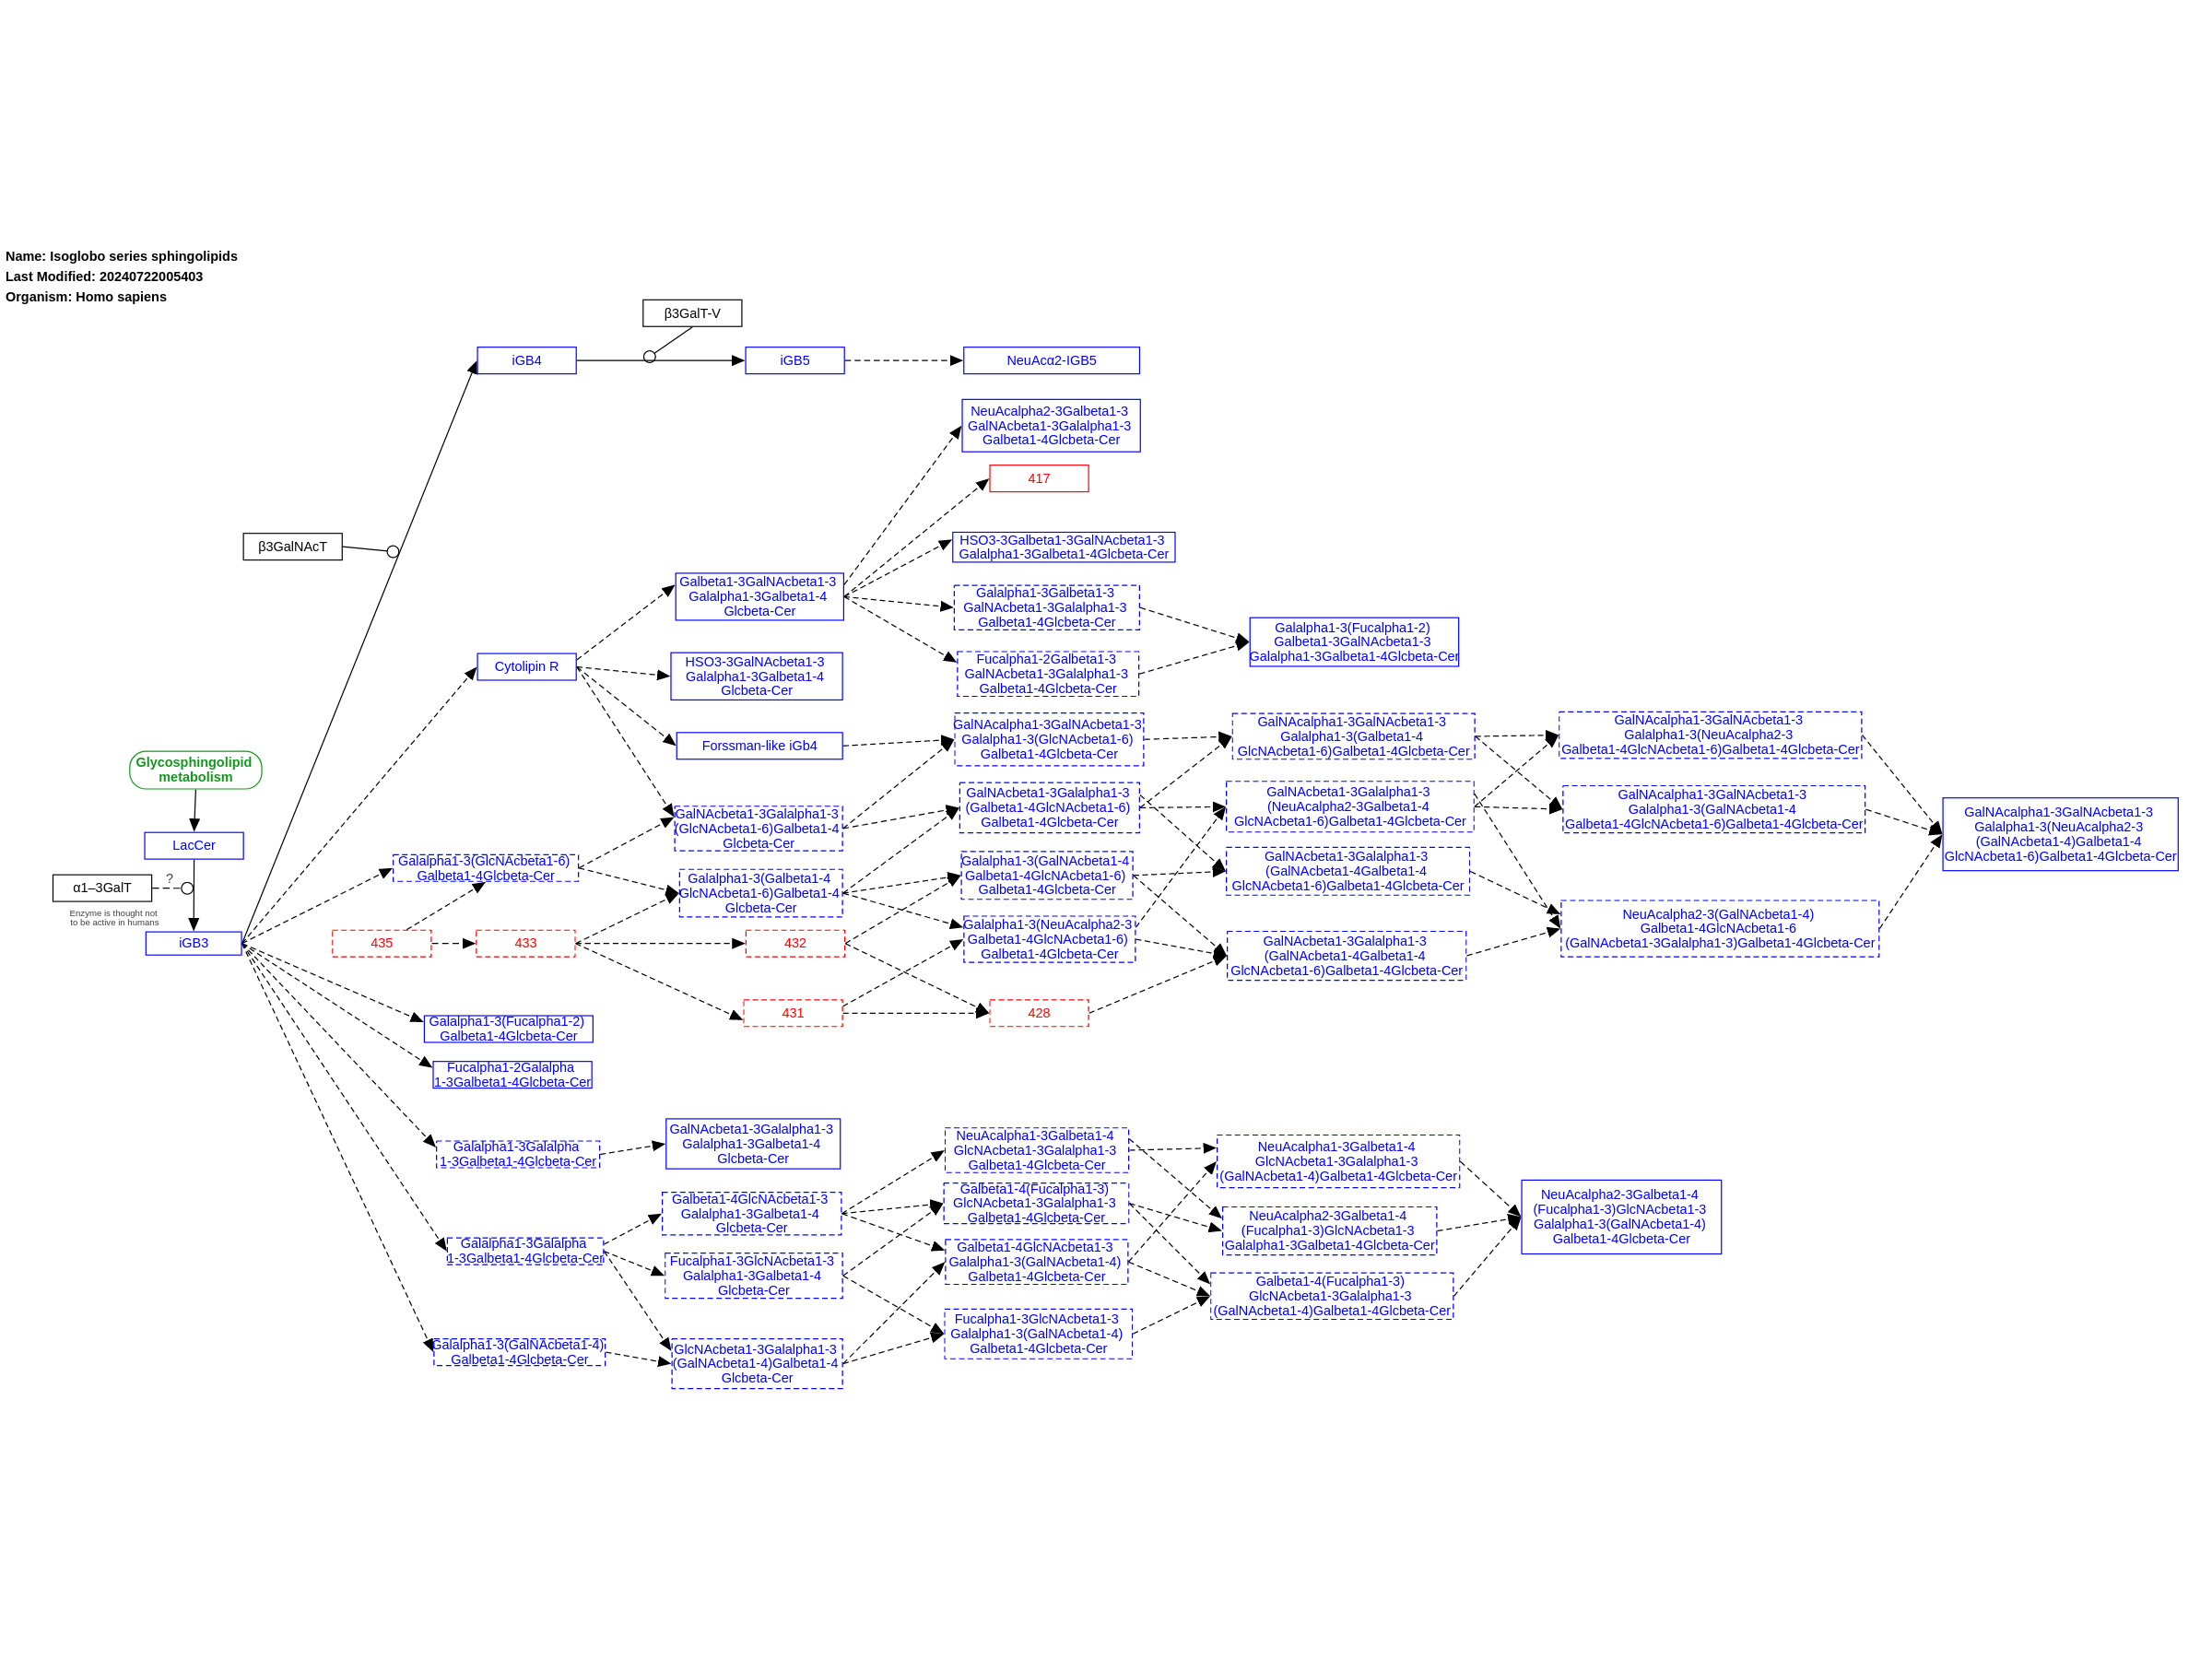 Name: Isoglobo series sphingolipids
Last Modified: 20240722005403
Organism: Homo sapiens
β3GalT-V
iGB4
iGB5
NeuAcα2-IGB5
NeuAcalpha2-3Galbeta1-3
GalNAcbeta1-3Galalpha1-3
Galbeta1-4Glcbeta-Cer
417
β3GalNAcT
HSO3-3Galbeta1-3GalNAcbeta1-3
Galalpha1-3Galbeta1-4Glcbeta-Cer
Galbeta1-3GalNAcbeta1-3
Galalpha1-3Galbeta1-4
Glcbeta-Cer
Galalpha1-3Galbeta1-3
GalNAcbeta1-3Galalpha1-3
Galbeta1-4Glcbeta-Cer
Galalpha1-3(Fucalpha1-2)
Galbeta1-3GalNAcbeta1-3
Galalpha1-3Galbeta1-4Glcbeta-Cer
Cytolipin R
HSO3-3GalNAcbeta1-3
Galalpha1-3Galbeta1-4
Glcbeta-Cer
Fucalpha1-2Galbeta1-3
GalNAcbeta1-3Galalpha1-3
Galbeta1-4Glcbeta-Cer
Forssman-like iGb4
GalNAcalpha1-3GalNAcbeta1-3
Galalpha1-3(GlcNAcbeta1-6)
Galbeta1-4Glcbeta-Cer
GalNAcalpha1-3GalNAcbeta1-3
Galalpha1-3(Galbeta1-4
GlcNAcbeta1-6)Galbeta1-4Glcbeta-Cer
GalNAcalpha1-3GalNAcbeta1-3
Galalpha1-3(NeuAcalpha2-3
Galbeta1-4GlcNAcbeta1-6)Galbeta1-4Glcbeta-Cer
Glycosphingolipid
metabolism
GalNAcbeta1-3Galalpha1-3
(GlcNAcbeta1-6)Galbeta1-4
Glcbeta-Cer
GalNAcbeta1-3Galalpha1-3
(Galbeta1-4GlcNAcbeta1-6)
Galbeta1-4Glcbeta-Cer
GalNAcbeta1-3Galalpha1-3
(NeuAcalpha2-3Galbeta1-4
GlcNAcbeta1-6)Galbeta1-4Glcbeta-Cer
GalNAcalpha1-3GalNAcbeta1-3
Galalpha1-3(GalNAcbeta1-4
Galbeta1-4GlcNAcbeta1-6)Galbeta1-4Glcbeta-Cer
GalNAcalpha1-3GalNAcbeta1-3
Galalpha1-3(NeuAcalpha2-3
(GalNAcbeta1-4)Galbeta1-4
GlcNAcbeta1-6)Galbeta1-4Glcbeta-Cer
LacCer
Galalpha1-3(GlcNAcbeta1-6)
Galbeta1-4Glcbeta-Cer
Galalpha1-3(Galbeta1-4
GlcNAcbeta1-6)Galbeta1-4
Glcbeta-Cer
Galalpha1-3(GalNAcbeta1-4
Galbeta1-4GlcNAcbeta1-6)
Galbeta1-4Glcbeta-Cer
GalNAcbeta1-3Galalpha1-3
(GalNAcbeta1-4Galbeta1-4
GlcNAcbeta1-6)Galbeta1-4Glcbeta-Cer
α1–3GalT
?
Enzyme is thought not
to be active in humans
iGB3
435
433
432
Galalpha1-3(NeuAcalpha2-3
Galbeta1-4GlcNAcbeta1-6)
Galbeta1-4Glcbeta-Cer
GalNAcbeta1-3Galalpha1-3
(GalNAcbeta1-4Galbeta1-4
GlcNAcbeta1-6)Galbeta1-4Glcbeta-Cer
NeuAcalpha2-3(GalNAcbeta1-4)
Galbeta1-4GlcNAcbeta1-6
(GalNAcbeta1-3Galalpha1-3)Galbeta1-4Glcbeta-Cer
431
428
Galalpha1-3(Fucalpha1-2)
Galbeta1-4Glcbeta-Cer
Fucalpha1-2Galalpha
1-3Galbeta1-4Glcbeta-Cer
Galalpha1-3Galalpha
1-3Galbeta1-4Glcbeta-Cer
GalNAcbeta1-3Galalpha1-3
Galalpha1-3Galbeta1-4
Glcbeta-Cer
NeuAcalpha1-3Galbeta1-4
GlcNAcbeta1-3Galalpha1-3
Galbeta1-4Glcbeta-Cer
NeuAcalpha1-3Galbeta1-4
GlcNAcbeta1-3Galalpha1-3
(GalNAcbeta1-4)Galbeta1-4Glcbeta-Cer
Galbeta1-4GlcNAcbeta1-3
Galalpha1-3Galbeta1-4
Glcbeta-Cer
Galbeta1-4(Fucalpha1-3)
GlcNAcbeta1-3Galalpha1-3
Galbeta1-4Glcbeta-Cer
NeuAcalpha2-3Galbeta1-4
(Fucalpha1-3)GlcNAcbeta1-3
Galalpha1-3Galbeta1-4Glcbeta-Cer
NeuAcalpha2-3Galbeta1-4
(Fucalpha1-3)GlcNAcbeta1-3
Galalpha1-3(GalNAcbeta1-4)
Galbeta1-4Glcbeta-Cer
Galalpha1-3Galalpha
1-3Galbeta1-4Glcbeta-Cer
Fucalpha1-3GlcNAcbeta1-3
Galalpha1-3Galbeta1-4
Glcbeta-Cer
Galbeta1-4GlcNAcbeta1-3
Galalpha1-3(GalNAcbeta1-4)
Galbeta1-4Glcbeta-Cer
Galbeta1-4(Fucalpha1-3)
GlcNAcbeta1-3Galalpha1-3
(GalNAcbeta1-4)Galbeta1-4Glcbeta-Cer
Galalpha1-3(GalNAcbeta1-4)
Galbeta1-4Glcbeta-Cer
GlcNAcbeta1-3Galalpha1-3
(GalNAcbeta1-4)Galbeta1-4
Glcbeta-Cer
Fucalpha1-3GlcNAcbeta1-3
Galalpha1-3(GalNAcbeta1-4)
Galbeta1-4Glcbeta-Cer